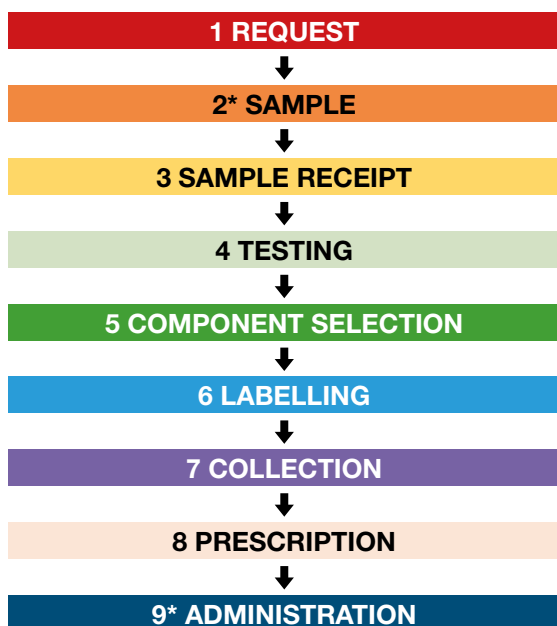 1 REQUEST
2* SAMPLE
3 SAMPLE RECEIPT
4 TESTING
5 COMPONENT SELECTION
6 LABELLING
7 COLLECTION
8 PRESCRIPTION
9* ADMINISTRATION